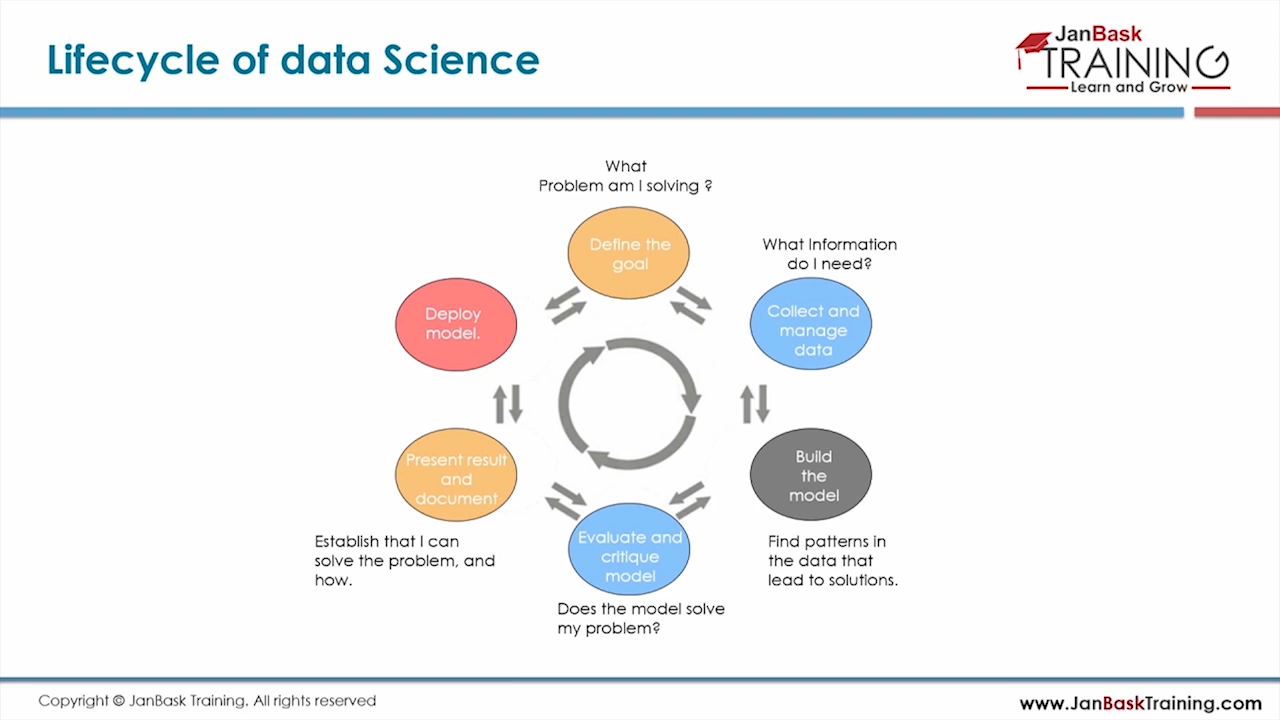 Lifecycle of data Science
JanBask
TRAINING
Learn and Grow
What
Problem am I solving ?
Define the
goal
What Information
do I need?
Collect and
manage
data
Deploy
model.
Build
the
model
Find patterns in
the data that
lead to solutions.
Present result
and
document
Establish that I can
solve the problem, and
how.
Evaluate and
critique
model
Does the model solve
my problem?
Copyright © JanBask Training. All rights reserved
www.JanBaskTraining.com